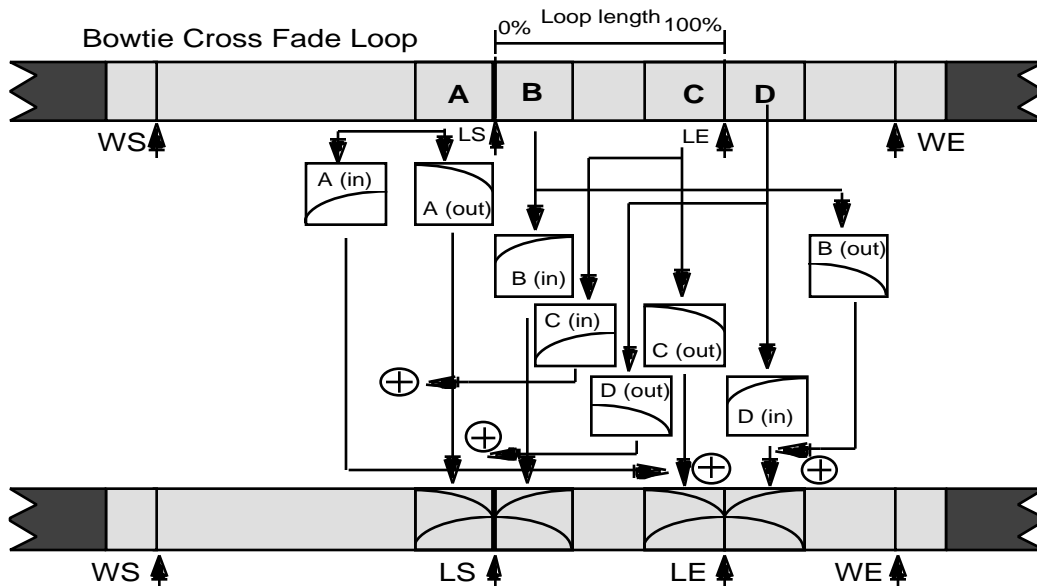 Loop length
0% 100%
Bowtie Cross Fade Loop
A B C D
WS LS LE WE
A (in)
A (out)
B (in)
B (out)
C (in)
C (out)
D (out)
D (in)
WS LS LE WE